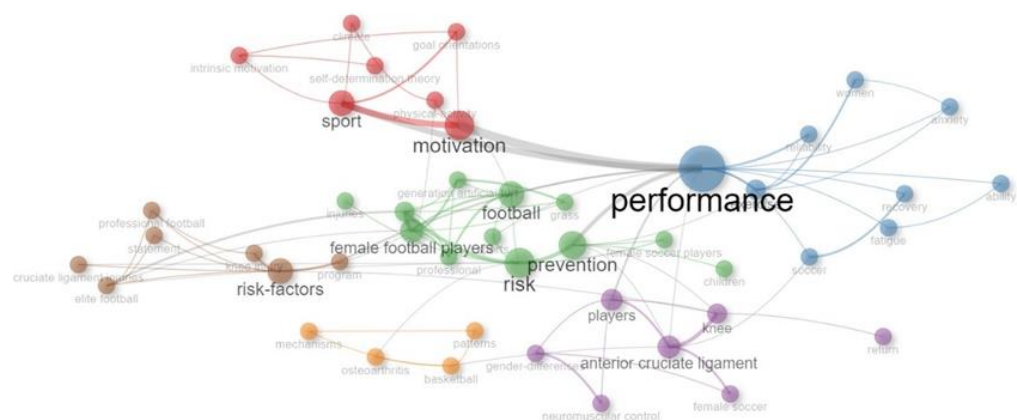 climate
goal orientations
intrinsic motivation
self-determination theory
physical-activity
sport
motivation
women
anxiety
reliability
performance
ability
recovery
fatigue
soccer
generation artificial turf
injuries
football
grass
female football players
professional
risk
prevention
female soccer players
children
professional football
statement
cruciate ligament injuries
elite football
knee injury
program
risk-factors
players
knee
anterior cruciate ligament
return
gender-differences
neuromuscular control
female soccer
mechanisms
patterns
osteoarthritis
basketball